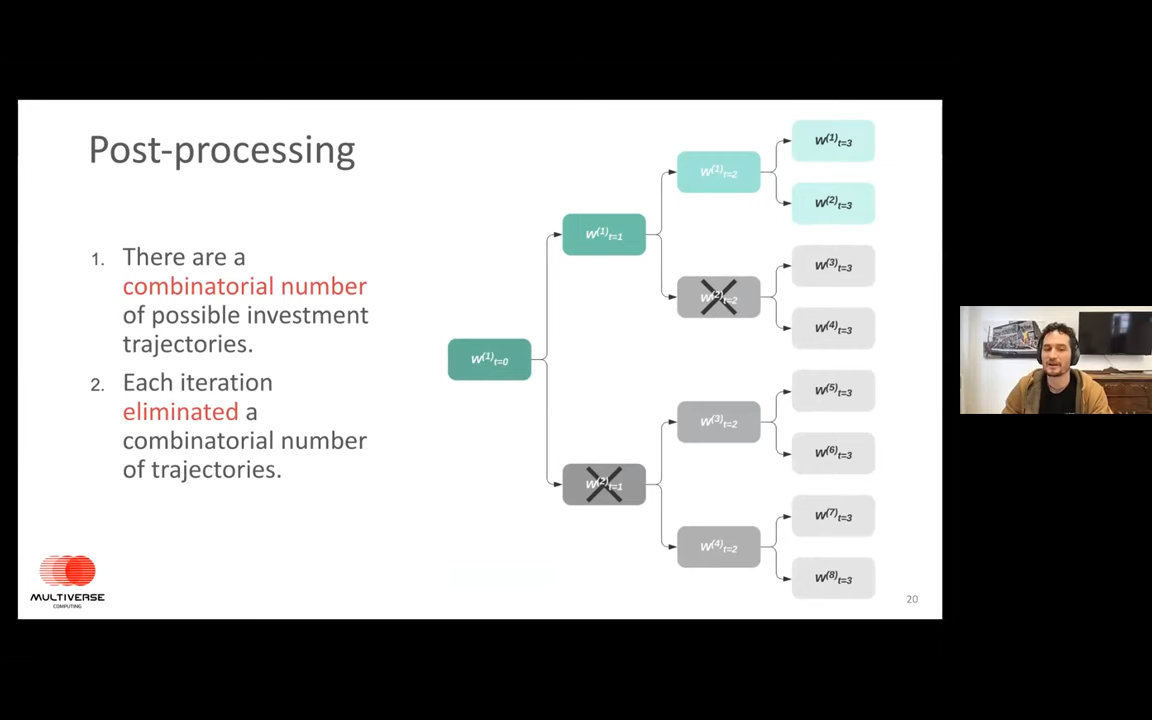 Post-processing
1. There are a
combinatorial number
of possible investment
trajectories.
2. Each iteration
eliminated a
combinatorial number
of trajectories.
w(1)t=0
w(1)t=1
w(2)t=1
w(1)t=2
w(2)t=2
w(3)t=2
w(4)t=2
w(1)t=3
w(2)t=3
w(3)t=3
w(4)t=3
w(5)t=3
w(6)t=3
w(7)t=3
w(8)t=3
MULTIVERSE
COMPUTING
20